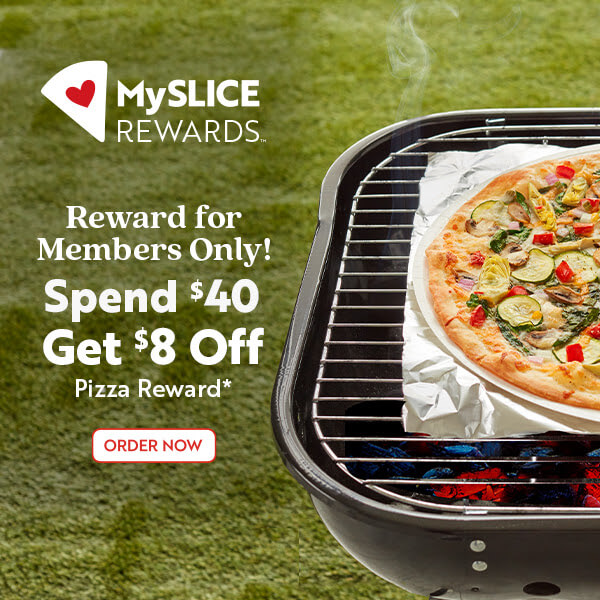 MySLICE
REWARDS™
Reward for
Members Only!
Spend $40
Get $8 Off
Pizza Reward*
ORDER NOW